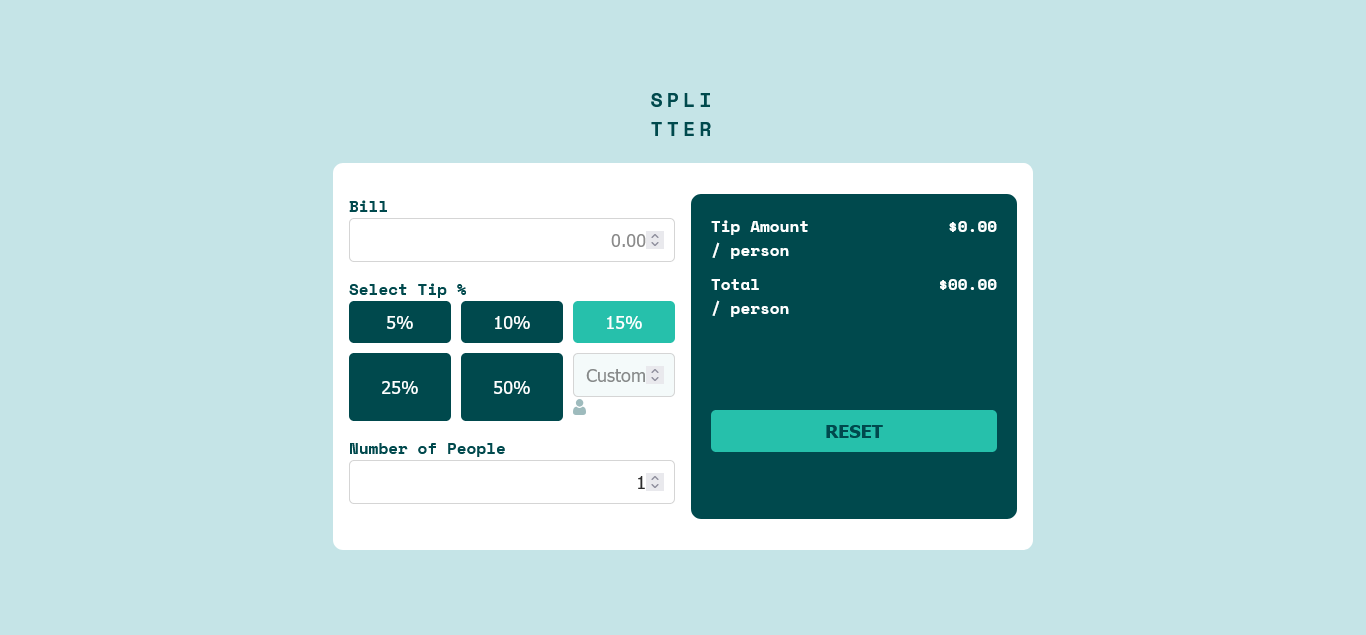 SPLI
TTER
Bill
0.00
Select Tip %
5% 10% 15%
25% 50% Custom
Number of People
1
Tip Amount $0.00
/ person
Total $00.00
/ person
RESET